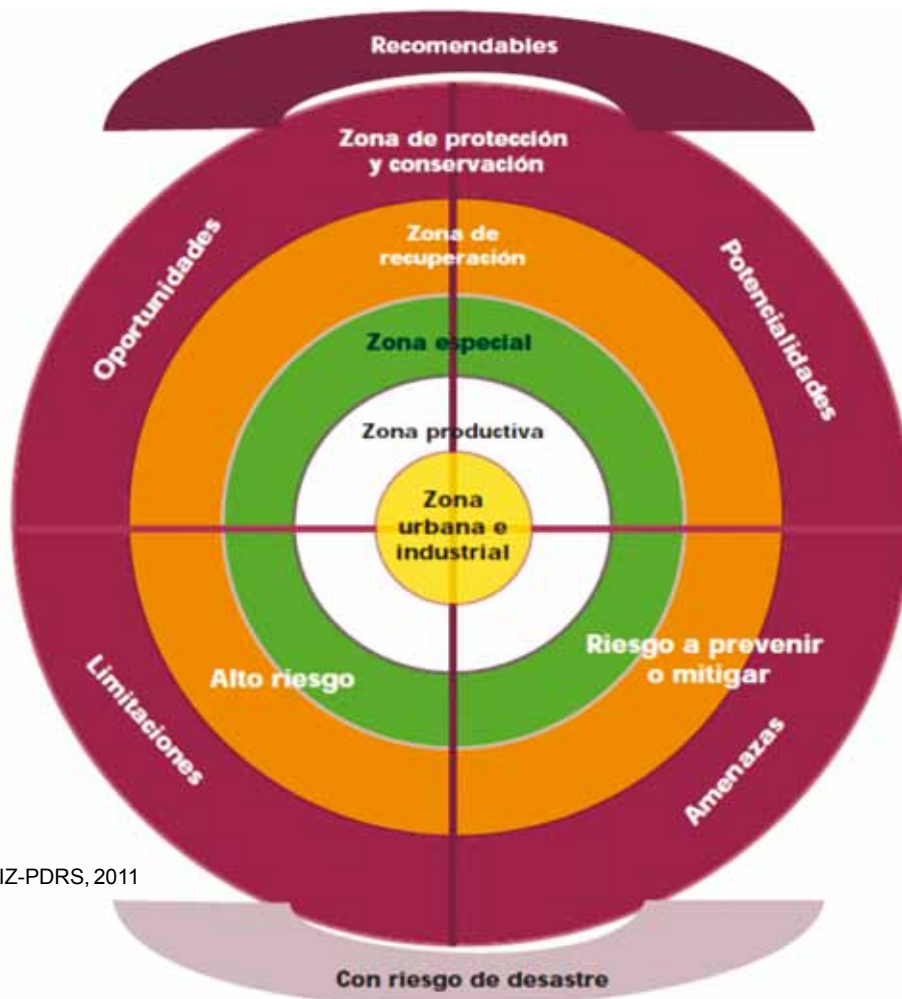 Recomendables
Zona de protección
y conservación
Oportunidades
Potencialidades
Zona de
recuperación
Zona especial
Zona productiva
Zona
urbana e
industrial
Alto riesgo
Riesgo a prevenir
o mitigar
Limitaciones
Amenazas
IZ-PDRS, 2011
Con riesgo de desastre